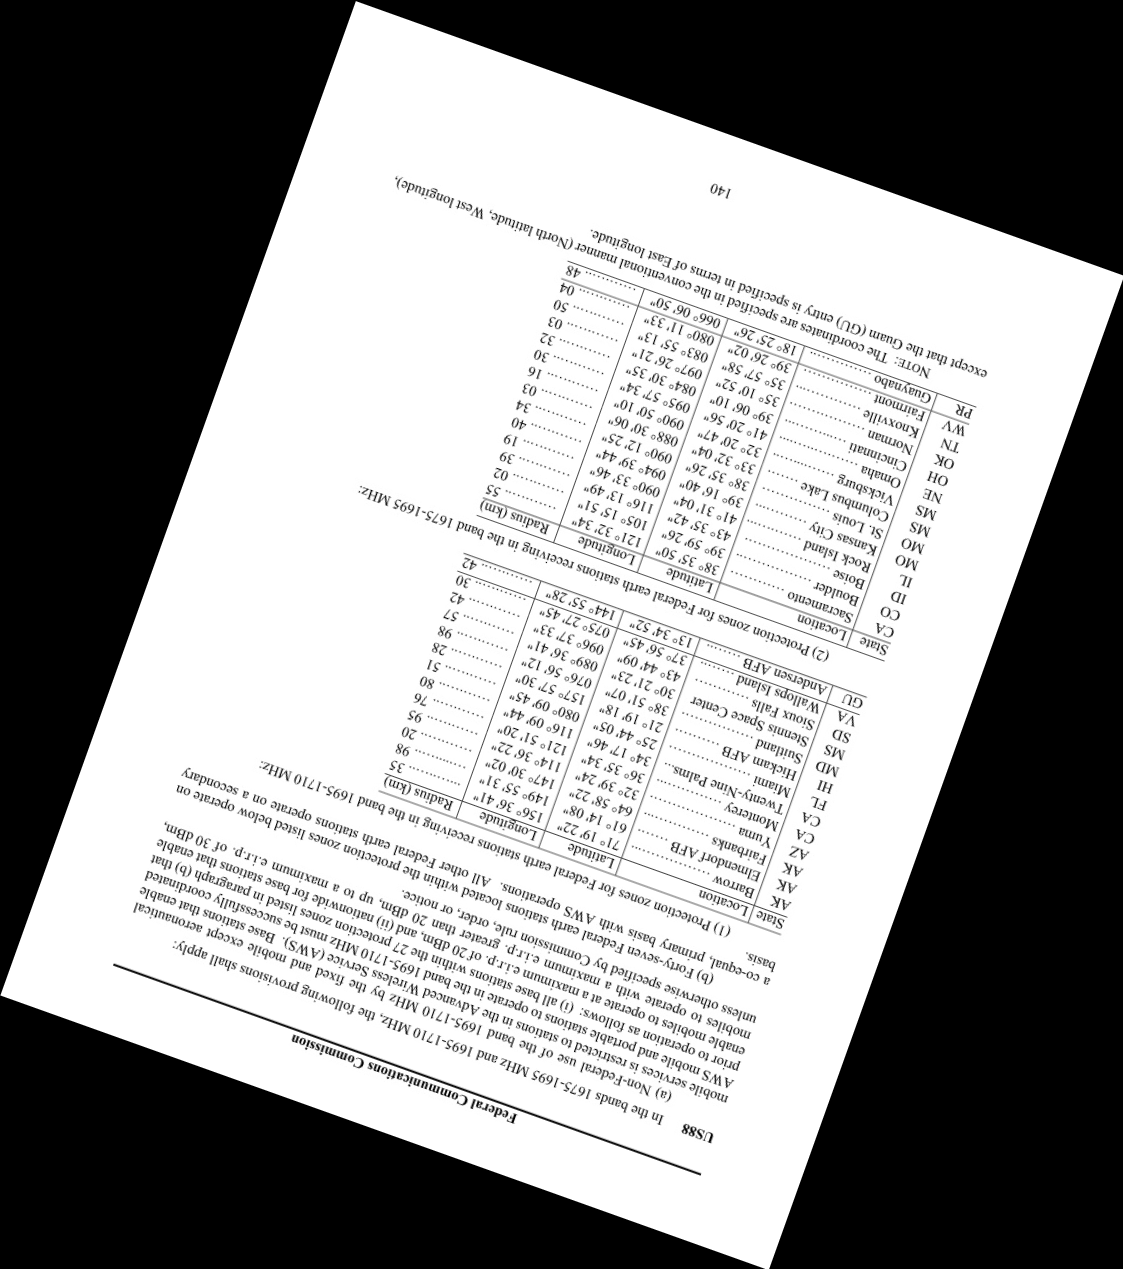 Federal Communications Commission
US88 In the bands 1675-1695 MHz and 1695-1710 MHz, the following provisions shall apply:
(a) Non-Federal use of the band 1695-1710 MHz by the fixed and mobile except aeronautical
mobile services is restricted to stations in the Advanced Wireless Service (AWS). Base stations that enable
AWS mobile and portable stations to operate in the band 1695-1710 MHz must be successfully coordinated
prior to operation as follows: (i) all base stations within the 27 protection zones listed in paragraph (b) that
enable mobiles to operate at a maximum e.i.r.p. of 20 dBm, and (ii) nationwide for base stations that enable
mobiles to operate with a maximum e.i.r.p. greater than 20 dBm, up to a maximum e.i.r.p. of 30 dBm,
unless otherwise specified by Commission rule, order, or notice.
(b) Forty-seven Federal earth stations located within the protection zones listed below operate on
a co-equal, primary basis with AWS operations. All other Federal earth stations operate on a secondary
basis.
(1) Protection zones for Federal earth stations receiving in the band 1695-1710 MHz:
State Location Latitude Longitude Radius (km)
AK Barrow .................... 71° 19' 22" 156° 36' 41" ............. 35
AK Elmendorf AFB ........ 61° 14' 08" 149° 55' 31" ............. 98
AK Fairbanks ................. 64° 58' 22" 147° 30' 02" ............. 20
AZ Yuma ....................... 32° 39' 24" 114° 36' 22" ............. 95
CA Monterey ................. 36° 35' 34" 121° 51' 20" ............. 76
CA Twenty-Nine Palms... 34° 17' 46" 116° 09' 44" ............. 80
FL Miami ...................... 25° 44' 05" 080° 09' 45" ............. 51
HI Hickam AFB ............ 21° 19' 18" 157° 57' 30" ............. 28
MD Suitland ................... 38° 51' 07" 076° 56' 12" ............. 98
MS Stennis Space Center 30° 21' 23" 089° 36' 41" ............. 57
SD Sioux Falls ............... 43° 44' 09" 096° 37' 33" ............. 42
VA Wallops Island ......... 37° 56' 45" 075° 27' 45" ............. 30
GU Andersen AFB ......... 13° 34' 52" 144° 55' 28" ............. 42
(2) Protection zones for Federal earth stations receiving in the band 1675-1695 MHz:
State Location Latitude Longitude Radius (km)
CA Sacramento ............... 38° 35' 50" 121° 32' 34" ............. 55
CO Boulder .................... 39° 59' 26" 105° 15' 51" ............. 02
ID Boise ....................... 43° 35' 42" 116° 13' 49" ............. 39
IL Rock Island .............. 41° 31' 04" 090° 33' 46" ............. 19
MO Kansas City ............. 39° 16' 40" 094° 39' 44" ............. 40
MO St. Louis .................. 38° 35' 26" 090° 12' 25" ............. 34
MS Columbus Lake ........ 33° 32' 04" 088° 30' 06" ............. 03
MS Vicksburg ................ 32° 20' 47" 090° 50' 10" ............. 16
NE Omaha ..................... 41° 20' 56" 095° 57' 34" ............. 30
OH Cincinnati ................ 39° 06' 10" 084° 30' 35" ............. 32
OK Norman .................... 35° 10' 52" 097° 26' 21" ............. 03
TN Knoxville ................. 35° 57' 58" 083° 55' 13" ............. 50
WV Fairmont .................. 39° 26' 02" 080° 11' 33" ............. 04
PR Guaynabo ................ 18° 25' 26" 066° 06' 50" ............. 48
NOTE: The coordinates are specified in the conventional manner (North latitude, West longitude),
except that the Guam (GU) entry is specified in terms of East longitude.
140